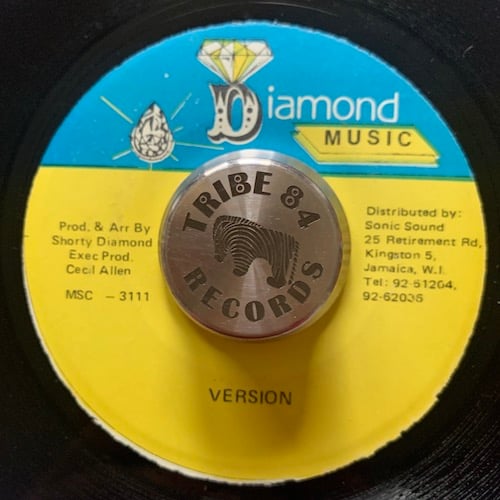 Diamond
MUSIC
TRIBE 84
RECORDS
Prod. & Arr By
Shorty Diamond
Exec Prod.
Cecil Allen
MSC - 3111
Distributed by:
Sonic Sound
25 Retirement Rd,
Kingston 5,
Jamaica, W.I.
Tel: 92-61204,
92-62036
VERSION